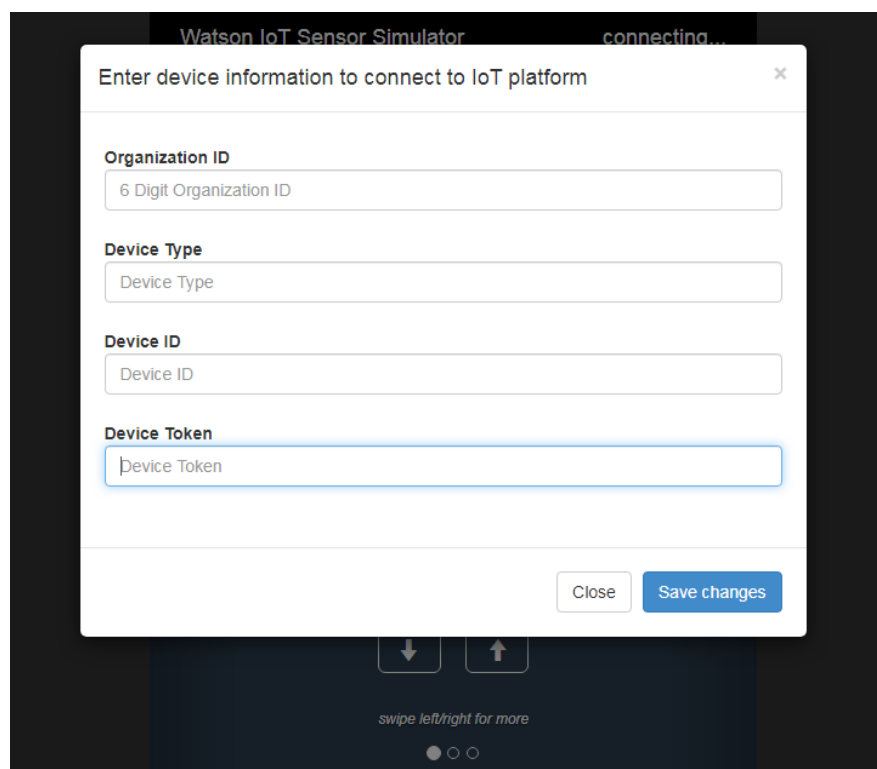 Watson IoT Sensor Simulator connecting...
Enter device information to connect to IoT platform ×
Organization ID
6 Digit Organization ID
Device Type
Device Type
Device ID
Device ID
Device Token
Device Token
Close Save changes
swipe left/right for more